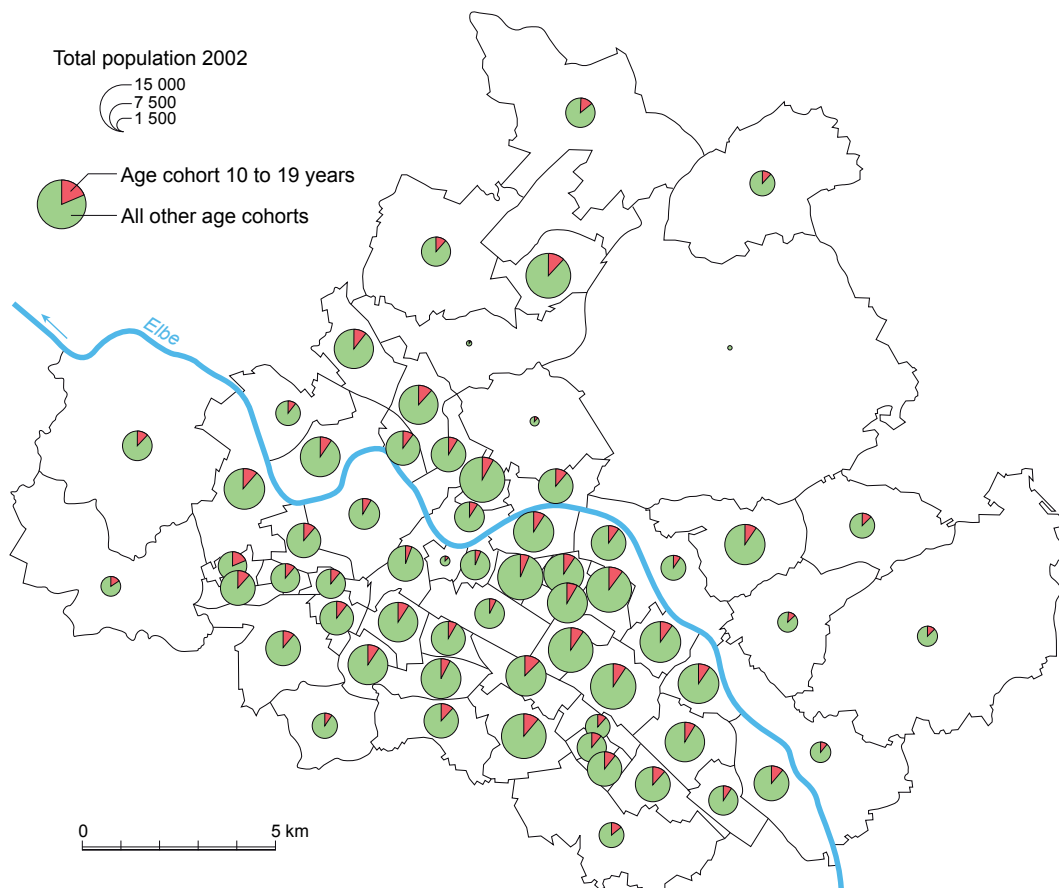 Total population 2002
15 000
7 500
1 500
Age cohort 10 to 19 years
All other age cohorts
Elbe
0 5 km